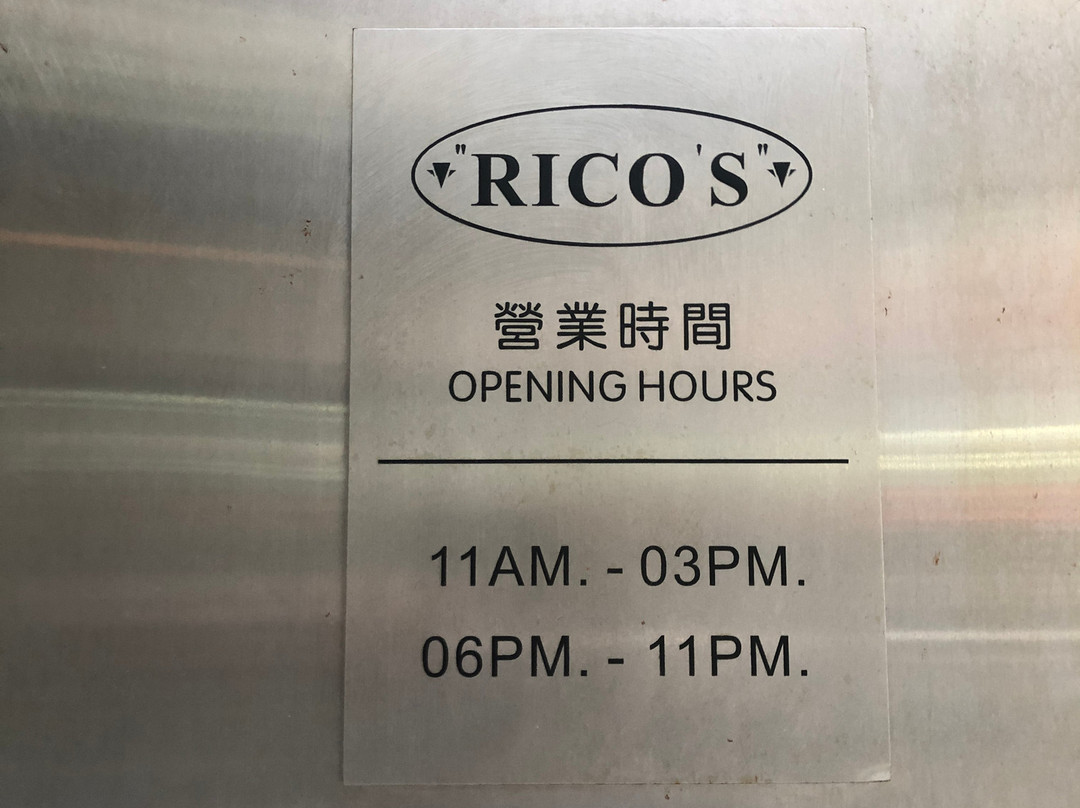 "RICO'S"
營業時間
OPENING HOURS
11AM. - 03PM.
06PM. - 11PM.